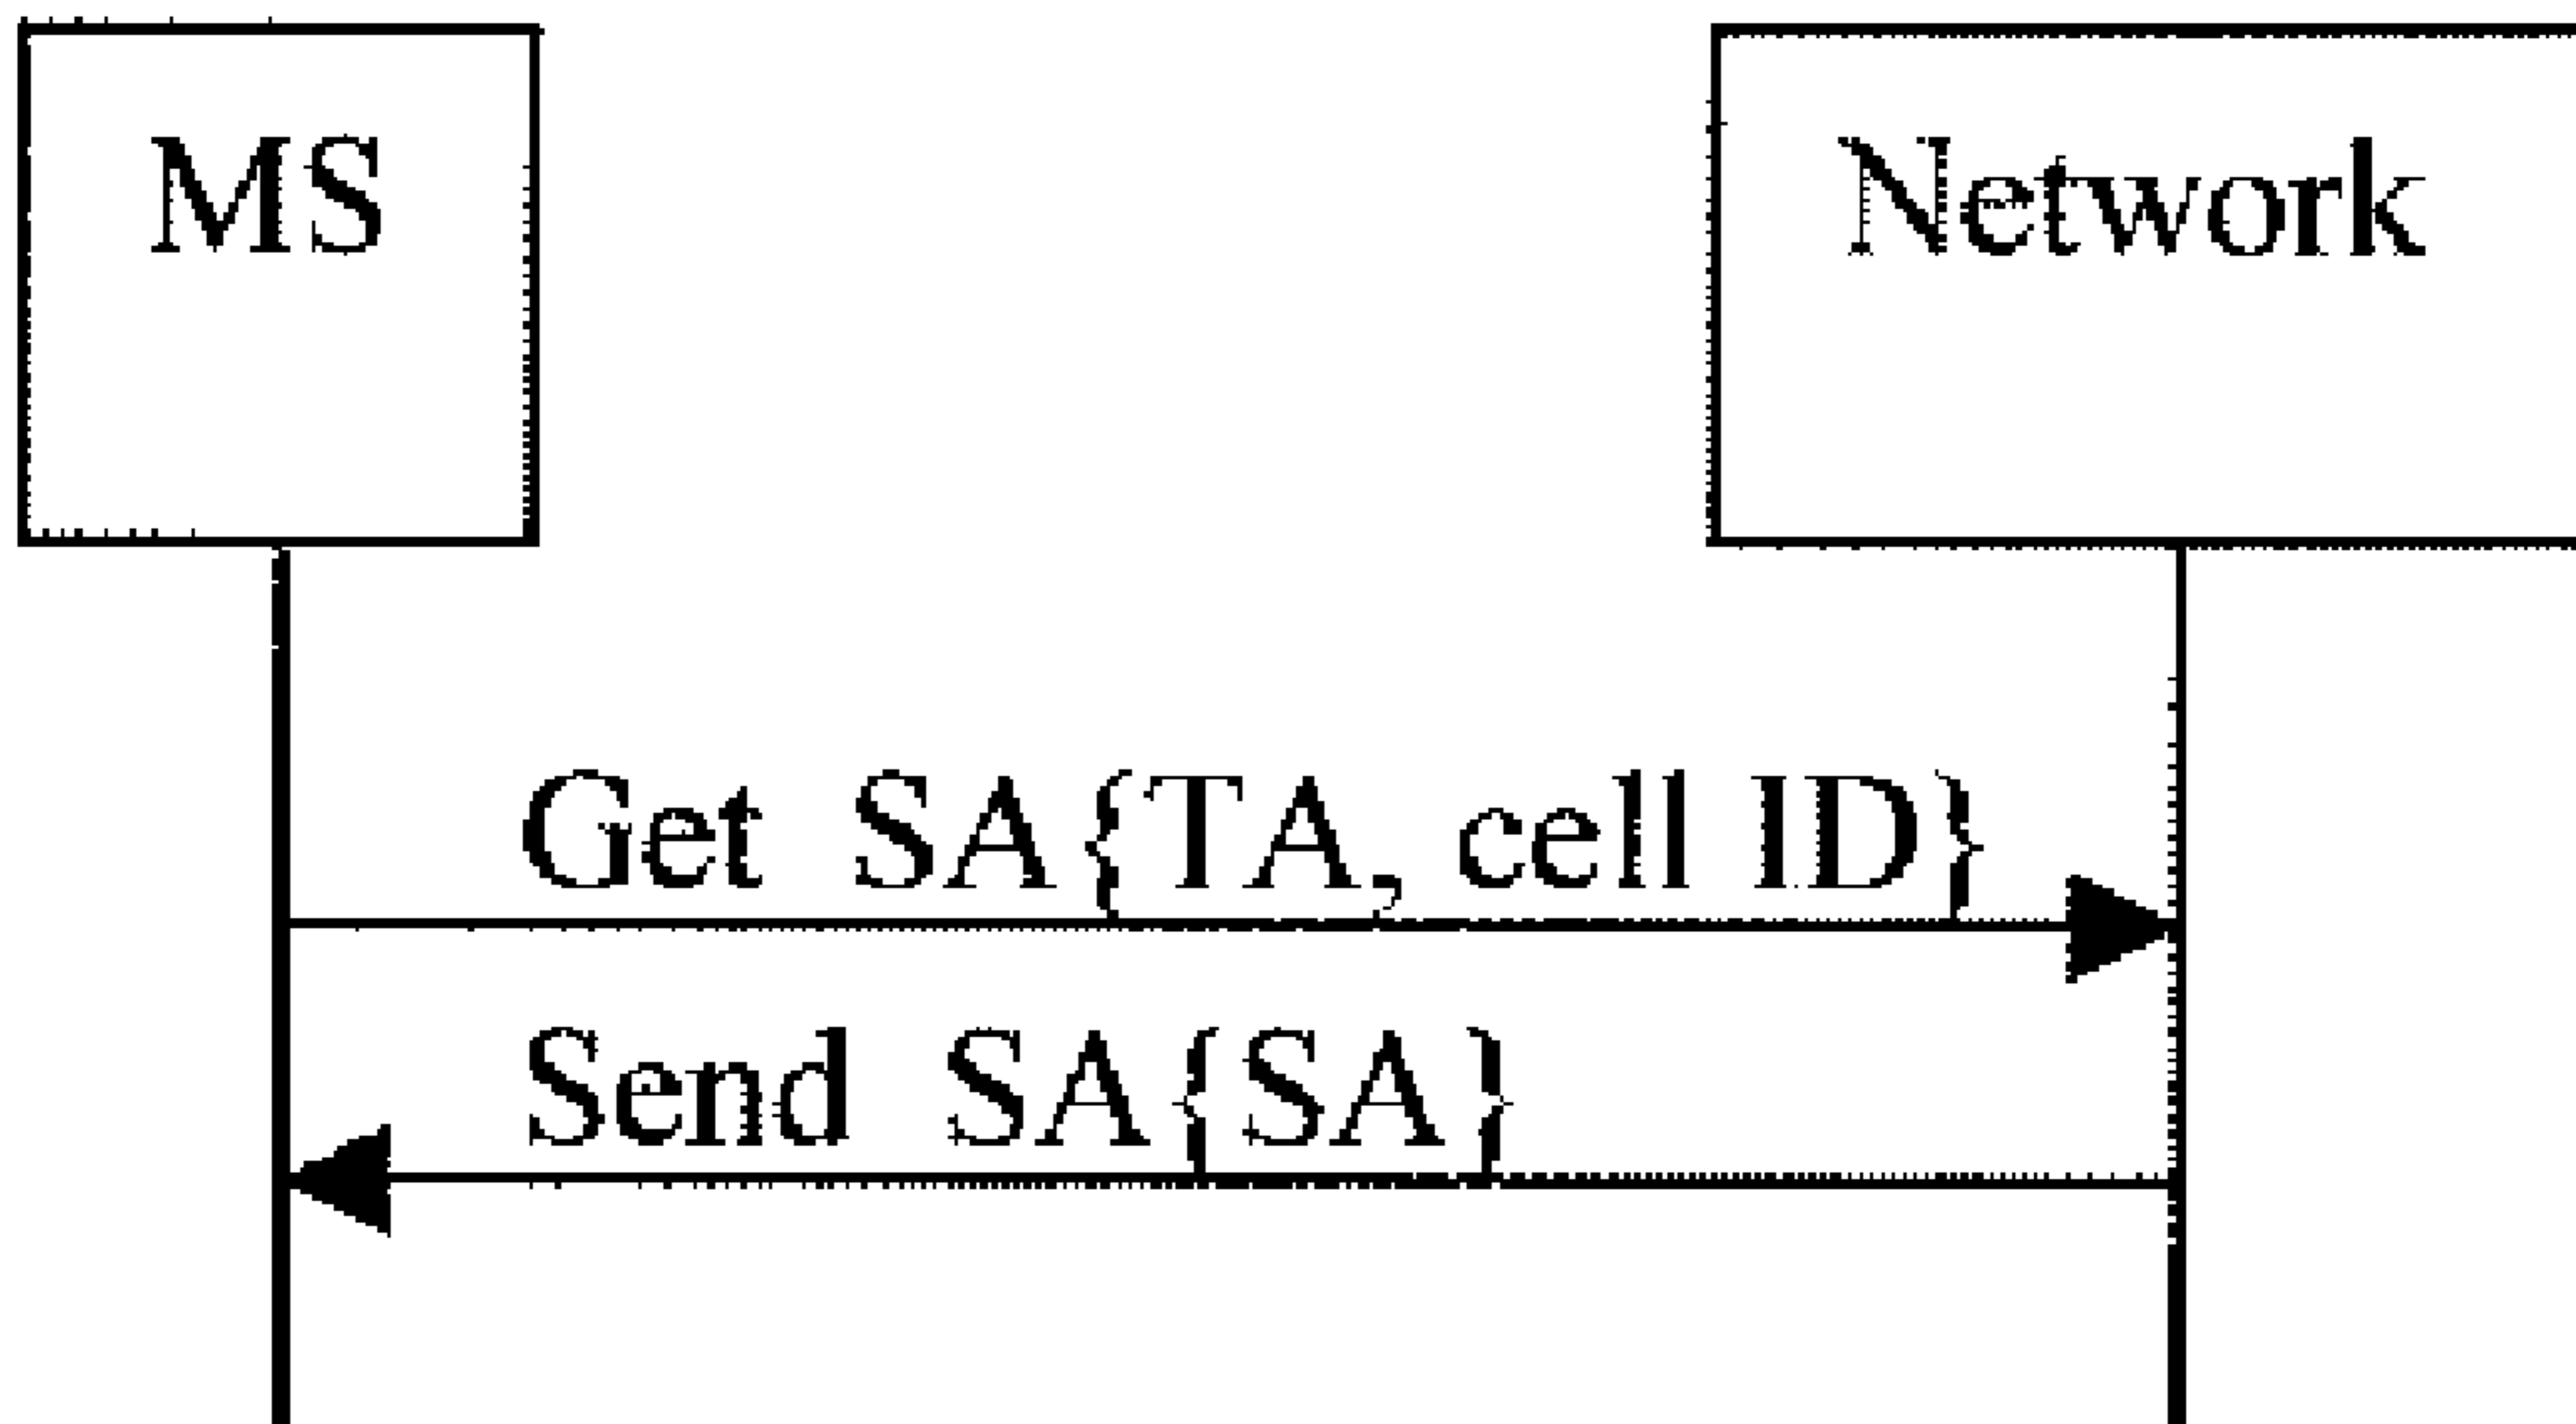 MS
Network
Get SA{TA, cell ID}
Send SA{SA}